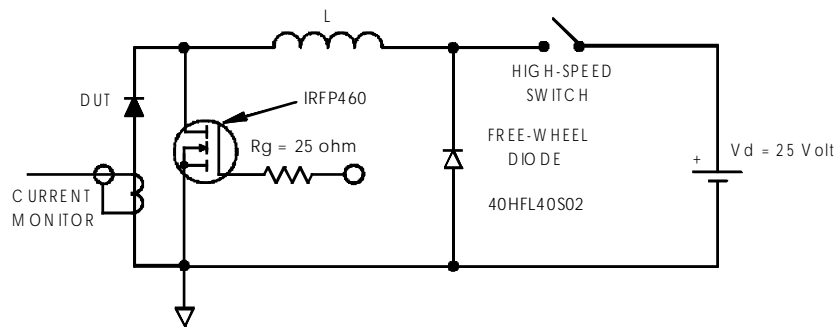 L
HIGH-SPEED
SWITCH
DUT
IRFP460
Rg = 25 ohm
FREE-WHEEL
DIODE
40HFL40S02
+
Vd = 25 Volt
CURRENT
MONITOR